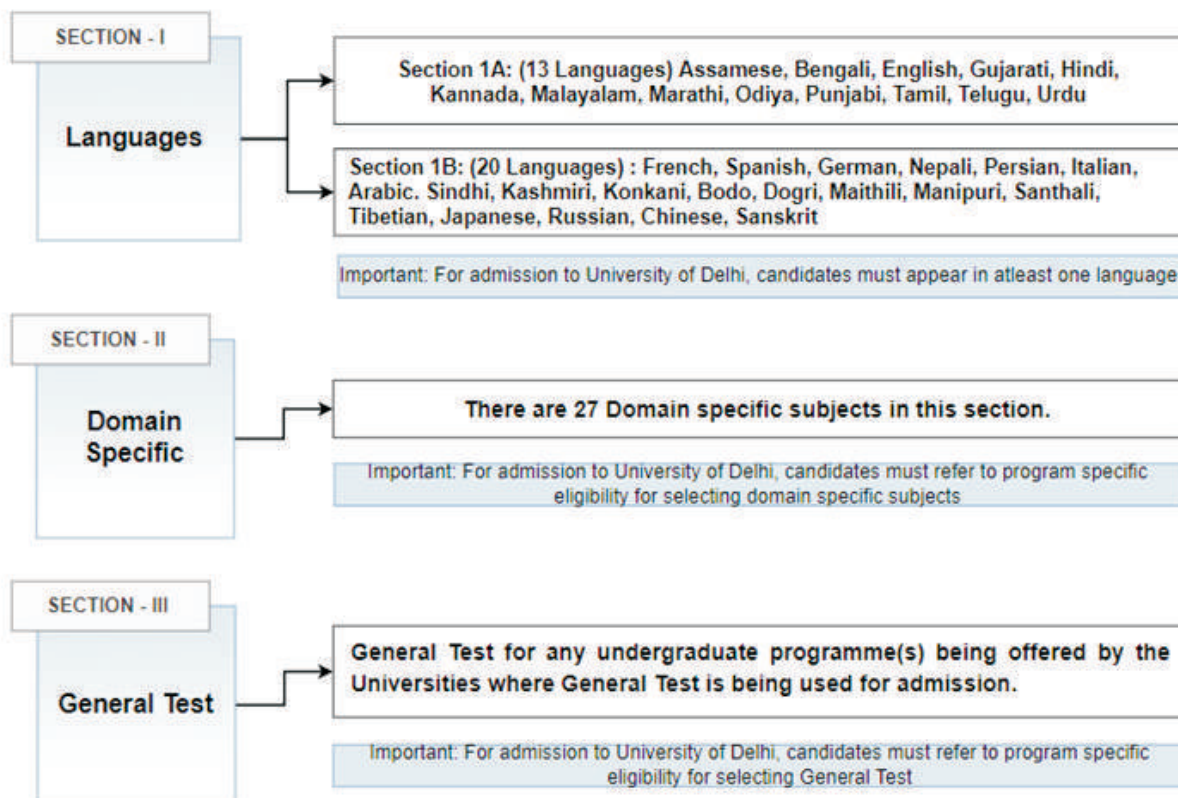 SECTION - I
Languages
Section 1A: (13 Languages) Assamese, Bengali, English, Gujarati, Hindi,
Kannada, Malayalam, Marathi, Odiya, Punjabi, Tamil, Telugu, Urdu
Section 1B: (20 Languages) : French, Spanish, German, Nepali, Persian, Italian,
Arabic. Sindhi, Kashmiri, Konkani, Bodo, Dogri, Maithili, Manipuri, Santhali,
Tibetian, Japanese, Russian, Chinese, Sanskrit
Important: For admission to University of Delhi, candidates must appear in atleast one language
SECTION - II
Domain
Specific
There are 27 Domain specific subjects in this section.
Important: For admission to University of Delhi, candidates must refer to program specific
eligibility for selecting domain specific subjects
SECTION - III
General Test
General Test for any undergraduate programme(s) being offered by the
Universities where General Test is being used for admission.
Important: For admission to University of Delhi, candidates must refer to program specific
eligibility for selecting General Test